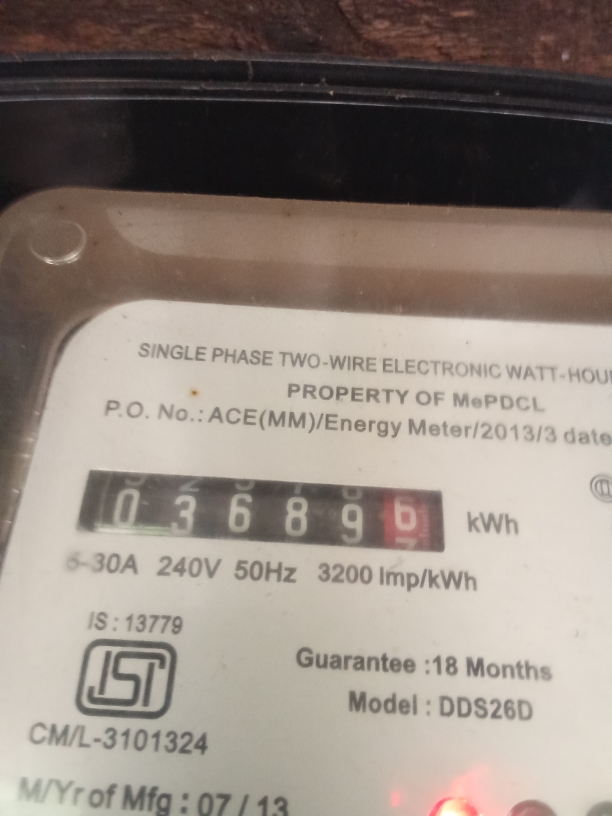 SINGLE PHASE TWO-WIRE ELECTRONIC WATT-HOU
PROPERTY OF MePDCL
P.O. No.: ACE(MM)/Energy Meter/2013/3 date
0 3 6 8 9 6 kWh
5-30A 240V 50Hz 3200 Imp/kWh
IS : 13779
ISI
CM/L-3101324
Guarantee :18 Months
Model : DDS26D
M/Yr of Mfg : 07 / 13